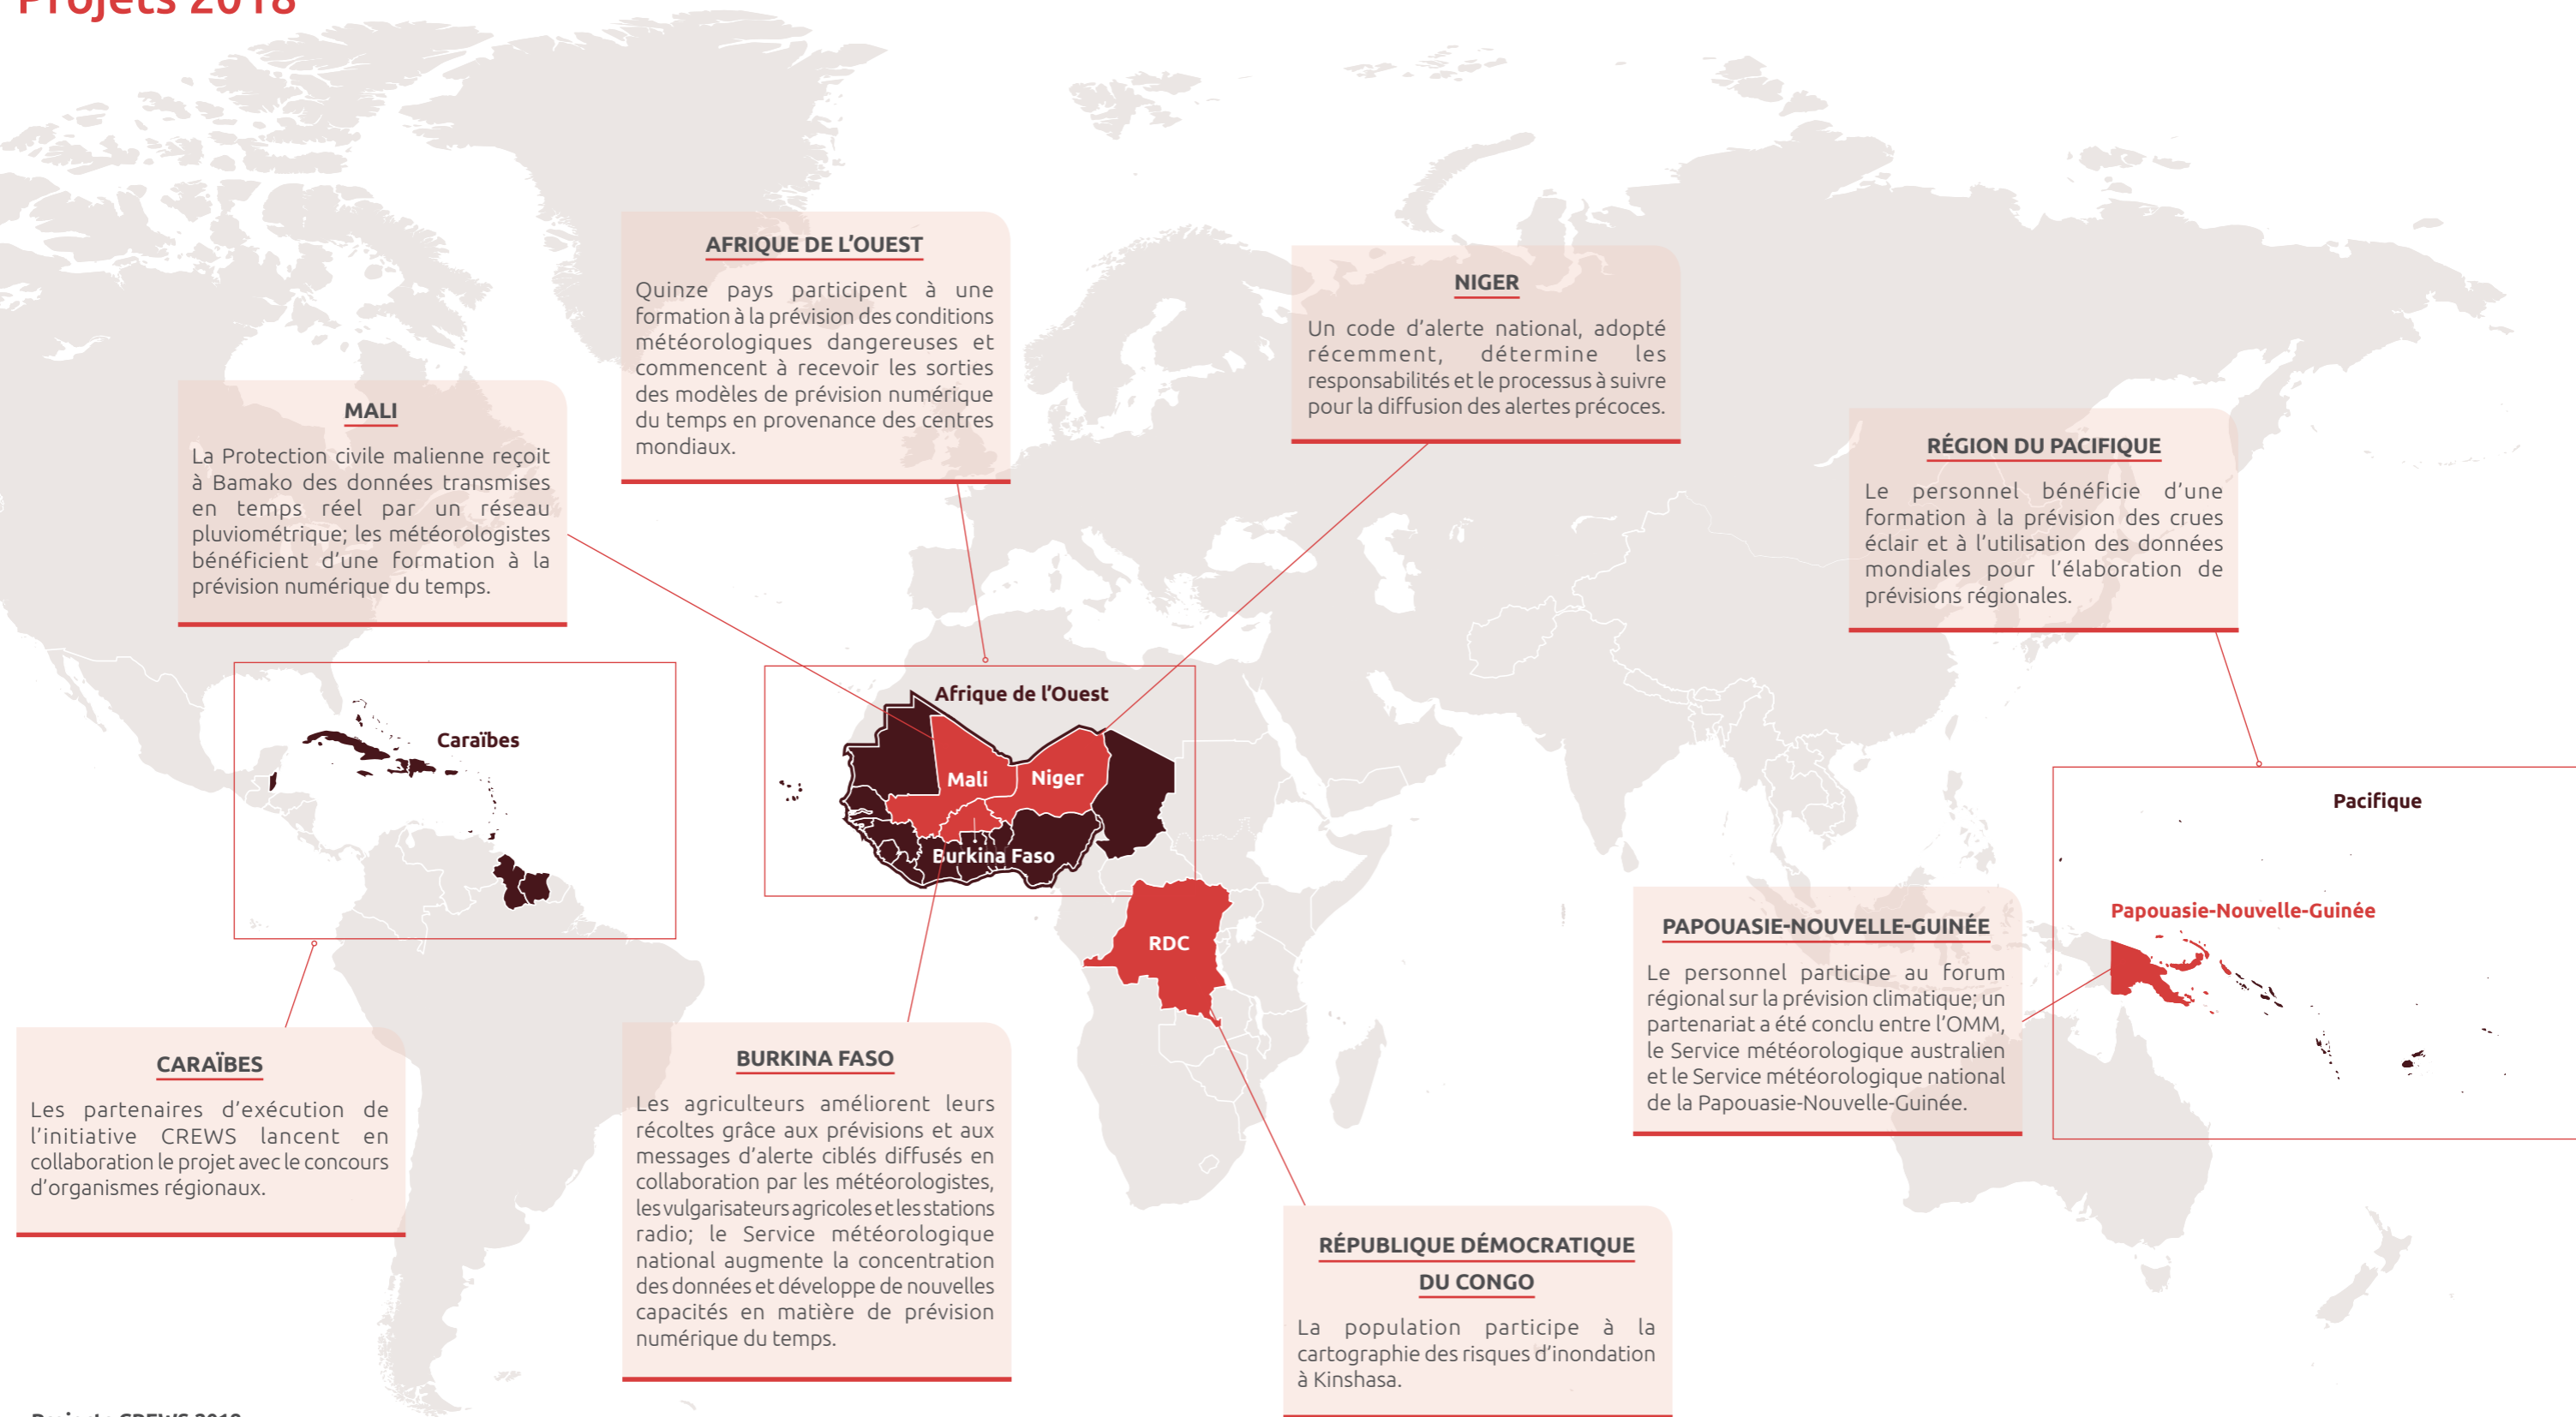 Projets 2018
AFRIQUE DE L'OUEST
Quinze pays participent à une
formation à la prévision des conditions
météorologiques dangereuses et
commencent à recevoir les sorties
des modèles de prévision numérique
du temps en provenance des centres
mondiaux.
NIGER
Un code d'alerte national, adopté
récemment, détermine les
responsabilités et le processus à suivre
pour la diffusion des alertes précoces.
MALI
La Protection civile malienne reçoit
à Bamako des données transmises
en temps réel par un réseau
pluviométrique; les météorologistes
bénéficient d'une formation à la
prévision numérique du temps.
RÉGION DU PACIFIQUE
Le personnel bénéficie d'une
formation à la prévision des crues
éclair et à l'utilisation des données
mondiales pour l'élaboration de
prévisions régionales.
Caraïbes
Afrique de l'Ouest
Mali
Niger
Burkina Faso
RDC
Pacifique
Papouasie-Nouvelle-Guinée
PAPOUASIE-NOUVELLE-GUINÉE
Le personnel participe au forum
régional sur la prévision climatique; un
partenariat a été conclu entre l'OMM,
le Service météorologique australien
et le Service météorologique national
de la Papouasie-Nouvelle-Guinée.
CARAÏBES
Les partenaires d'exécution de
l'initiative CREWS lancent en
collaboration le projet avec le concours
d'organismes régionaux.
BURKINA FASO
Les agriculteurs améliorent leurs
récoltes grâce aux prévisions et aux
messages d'alerte ciblés diffusés en
collaboration par les météorologistes,
les vulgarisateurs agricoles et les stations
radio; le Service météorologique
national augmente la concentration
des données et développe de nouvelles
capacités en matière de prévision
numérique du temps.
RÉPUBLIQUE DÉMOCRATIQUE
DU CONGO
La population participe à la
cartographie des risques d'inondation
à Kinshasa.
CREWS 2018